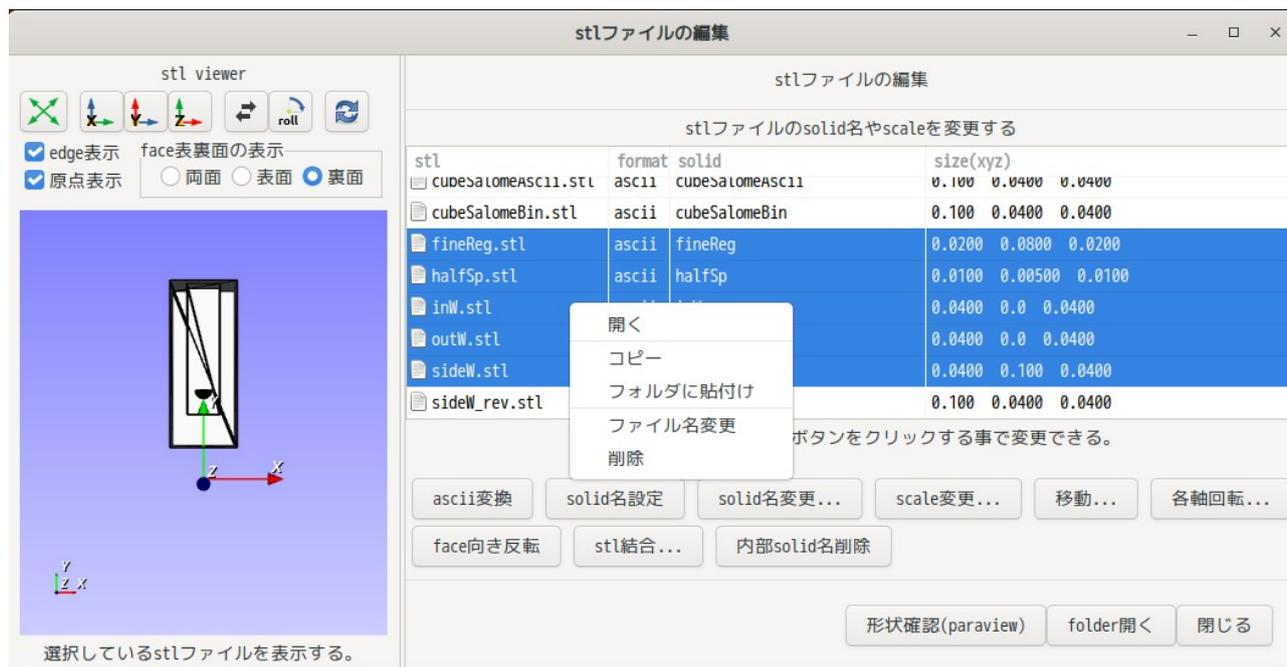 stlファイルの編集
stl viewer
roll
edge表示
原点表示
face表裏面の表示
両面 表面 裏面
Y
Z X
Y
Z X
選択しているstlファイルを表示する。
stlファイルの編集
stlファイルのsolid名やscaleを変更する
stl format solid size(xyz)
cubeSalomeAscii.stl ascii cubeSalomeAscii 0.100 0.0400 0.0400
cubeSalomeBin.stl ascii cubeSalomeBin 0.100 0.0400 0.0400
fineReg.stl ascii fineReg 0.0200 0.0800 0.0200
halfSp.stl ascii halfSp 0.0100 0.00500 0.0100
inW.stl 0.0400 0.0 0.0400
outW.stl 0.0400 0.0 0.0400
sideW.stl 0.0400 0.100 0.0400
sideW_rev.stl 0.100 0.0400 0.0400
開く
コピー
フォルダに貼付け
ファイル名変更
削除
ボタンをクリックする事で変更できる。
ascii変換 solid名設定 solid名変更... scale変更... 移動... 各軸回転...
face向き反転 stl結合... 内部solid名削除
形状確認(paraview) folder開く 閉じる